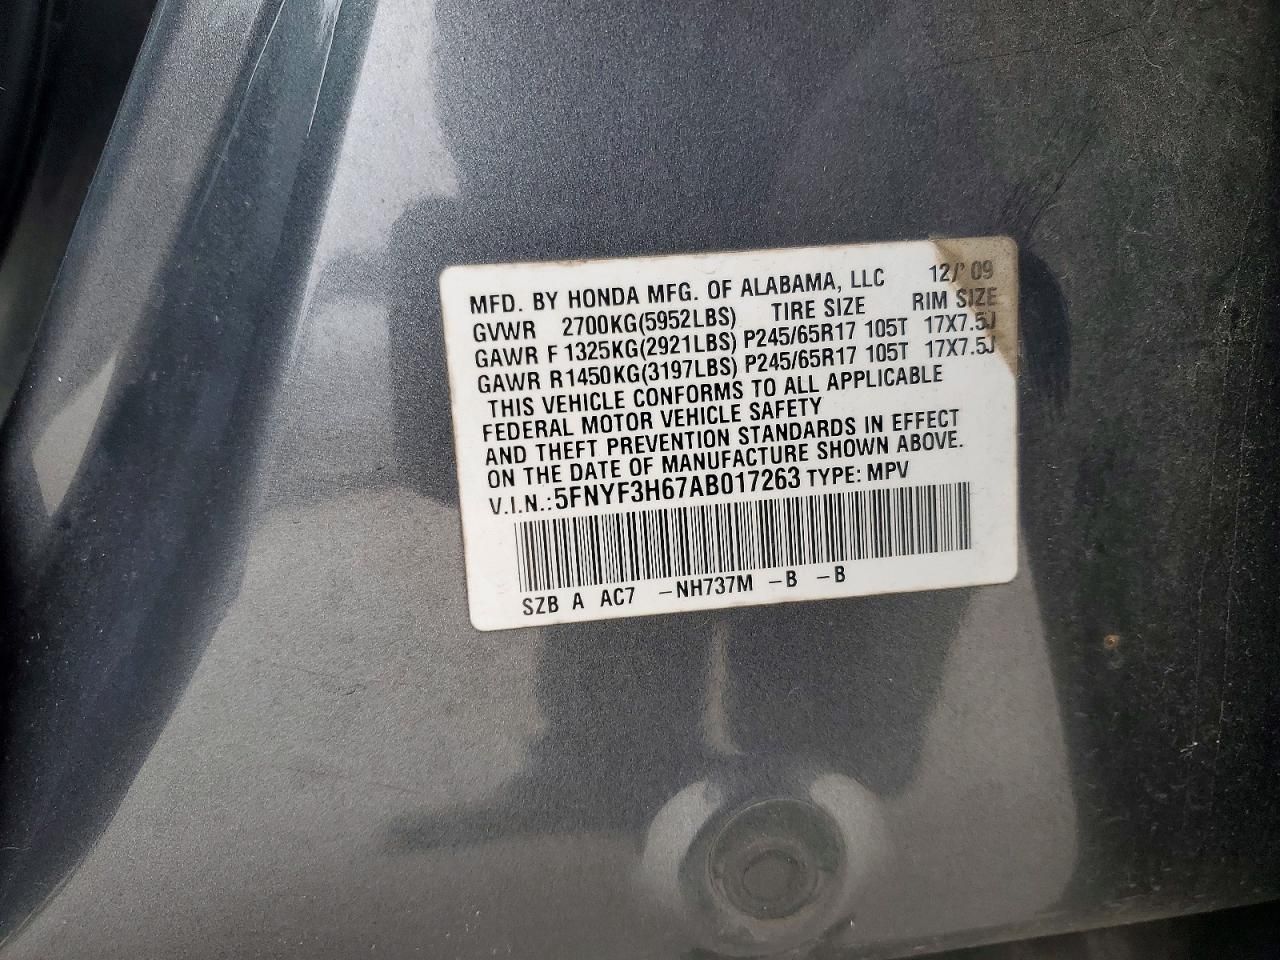 MFD. BY HONDA MFG. OF ALABAMA, LLC 12/'09
GVWR 2700KG(5952LBS) TIRE SIZE RIM SIZE
GAWR F 1325KG(2921LBS) P245/65R17 105T 17X7.5J
GAWR R1450KG(3197LBS) P245/65R17 105T 17X7.5J
THIS VEHICLE CONFORMS TO ALL APPLICABLE
FEDERAL MOTOR VEHICLE SAFETY
AND THEFT PREVENTION STANDARDS IN EFFECT
ON THE DATE OF MANUFACTURE SHOWN ABOVE.
V.I.N.:5FNYF3H67AB017263 TYPE: MPV
SZB A AC7 -NH737M -B -B